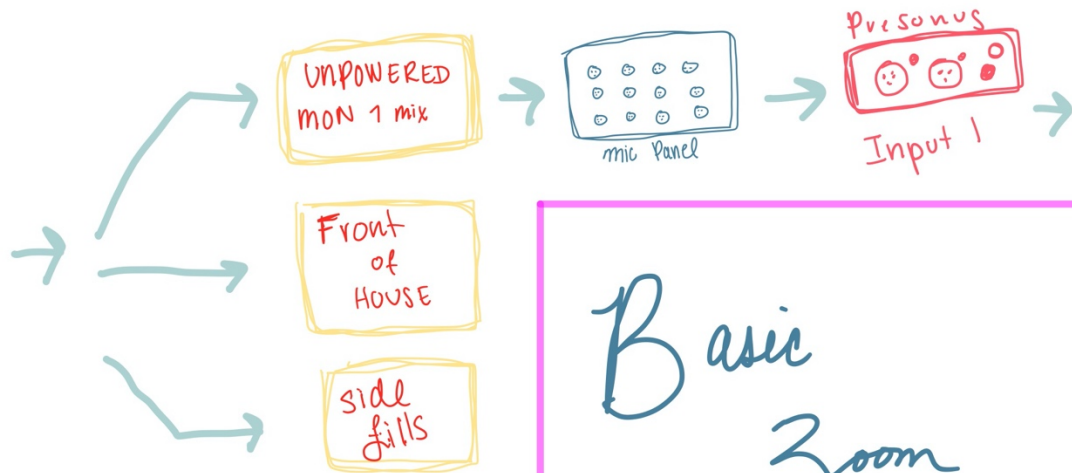 UNPOWERED
MON 1 mix
mic Panel
Presonus
Input 1
Front
of
HOUSE
side
fills
Basic
Zoom